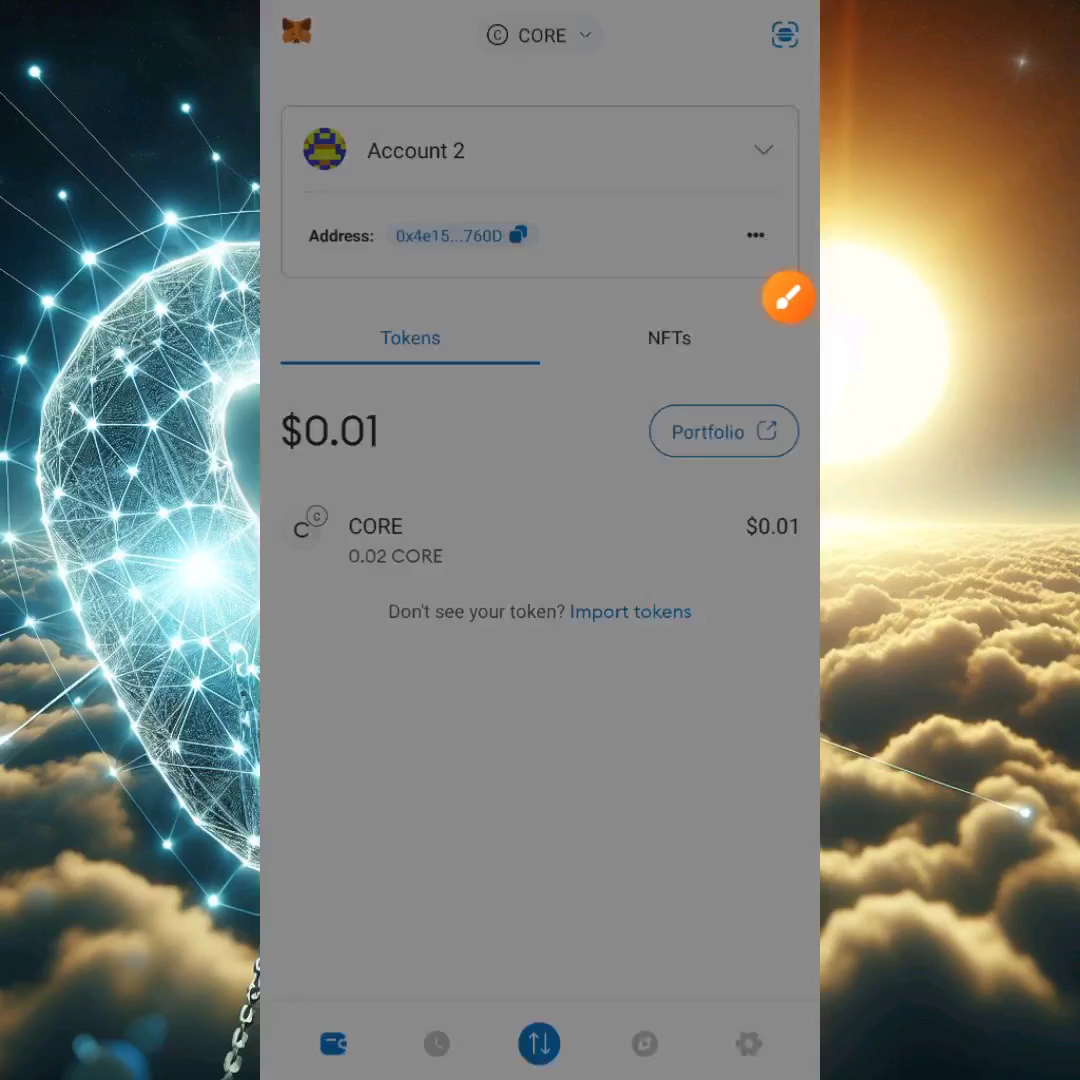 CORE
Account 2
Address: 0x4e15...760D
Tokens NFTs
$0.01 Portfolio
C C CORE $0.01
0.02 CORE
Don't see your token? Import tokens